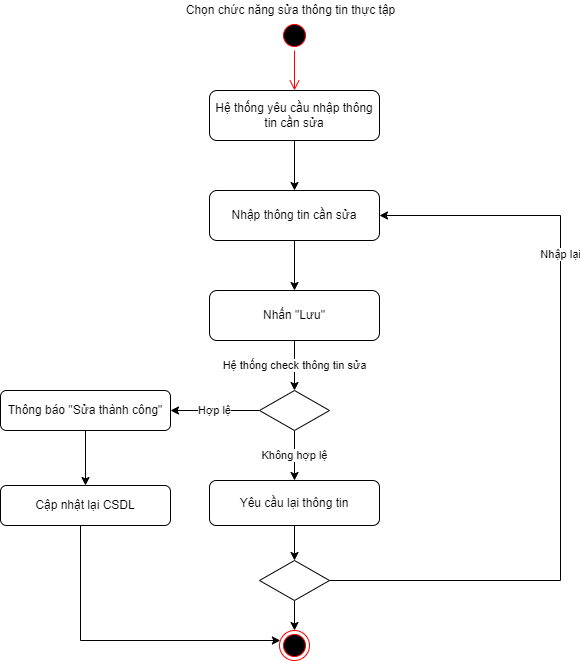 Chọn chức năng sửa thông tin thực tập
Hệ thống yêu cầu nhập thông
tin cần sửa
Nhập thông tin cần sửa
Nhập lại
Nhấn "Lưu"
Hệ thống check thông tin sửa
Thông báo "Sửa thành công"
Hợp lệ
Không hợp lệ
Cập nhật lại CSDL
Yêu cầu lại thông tin